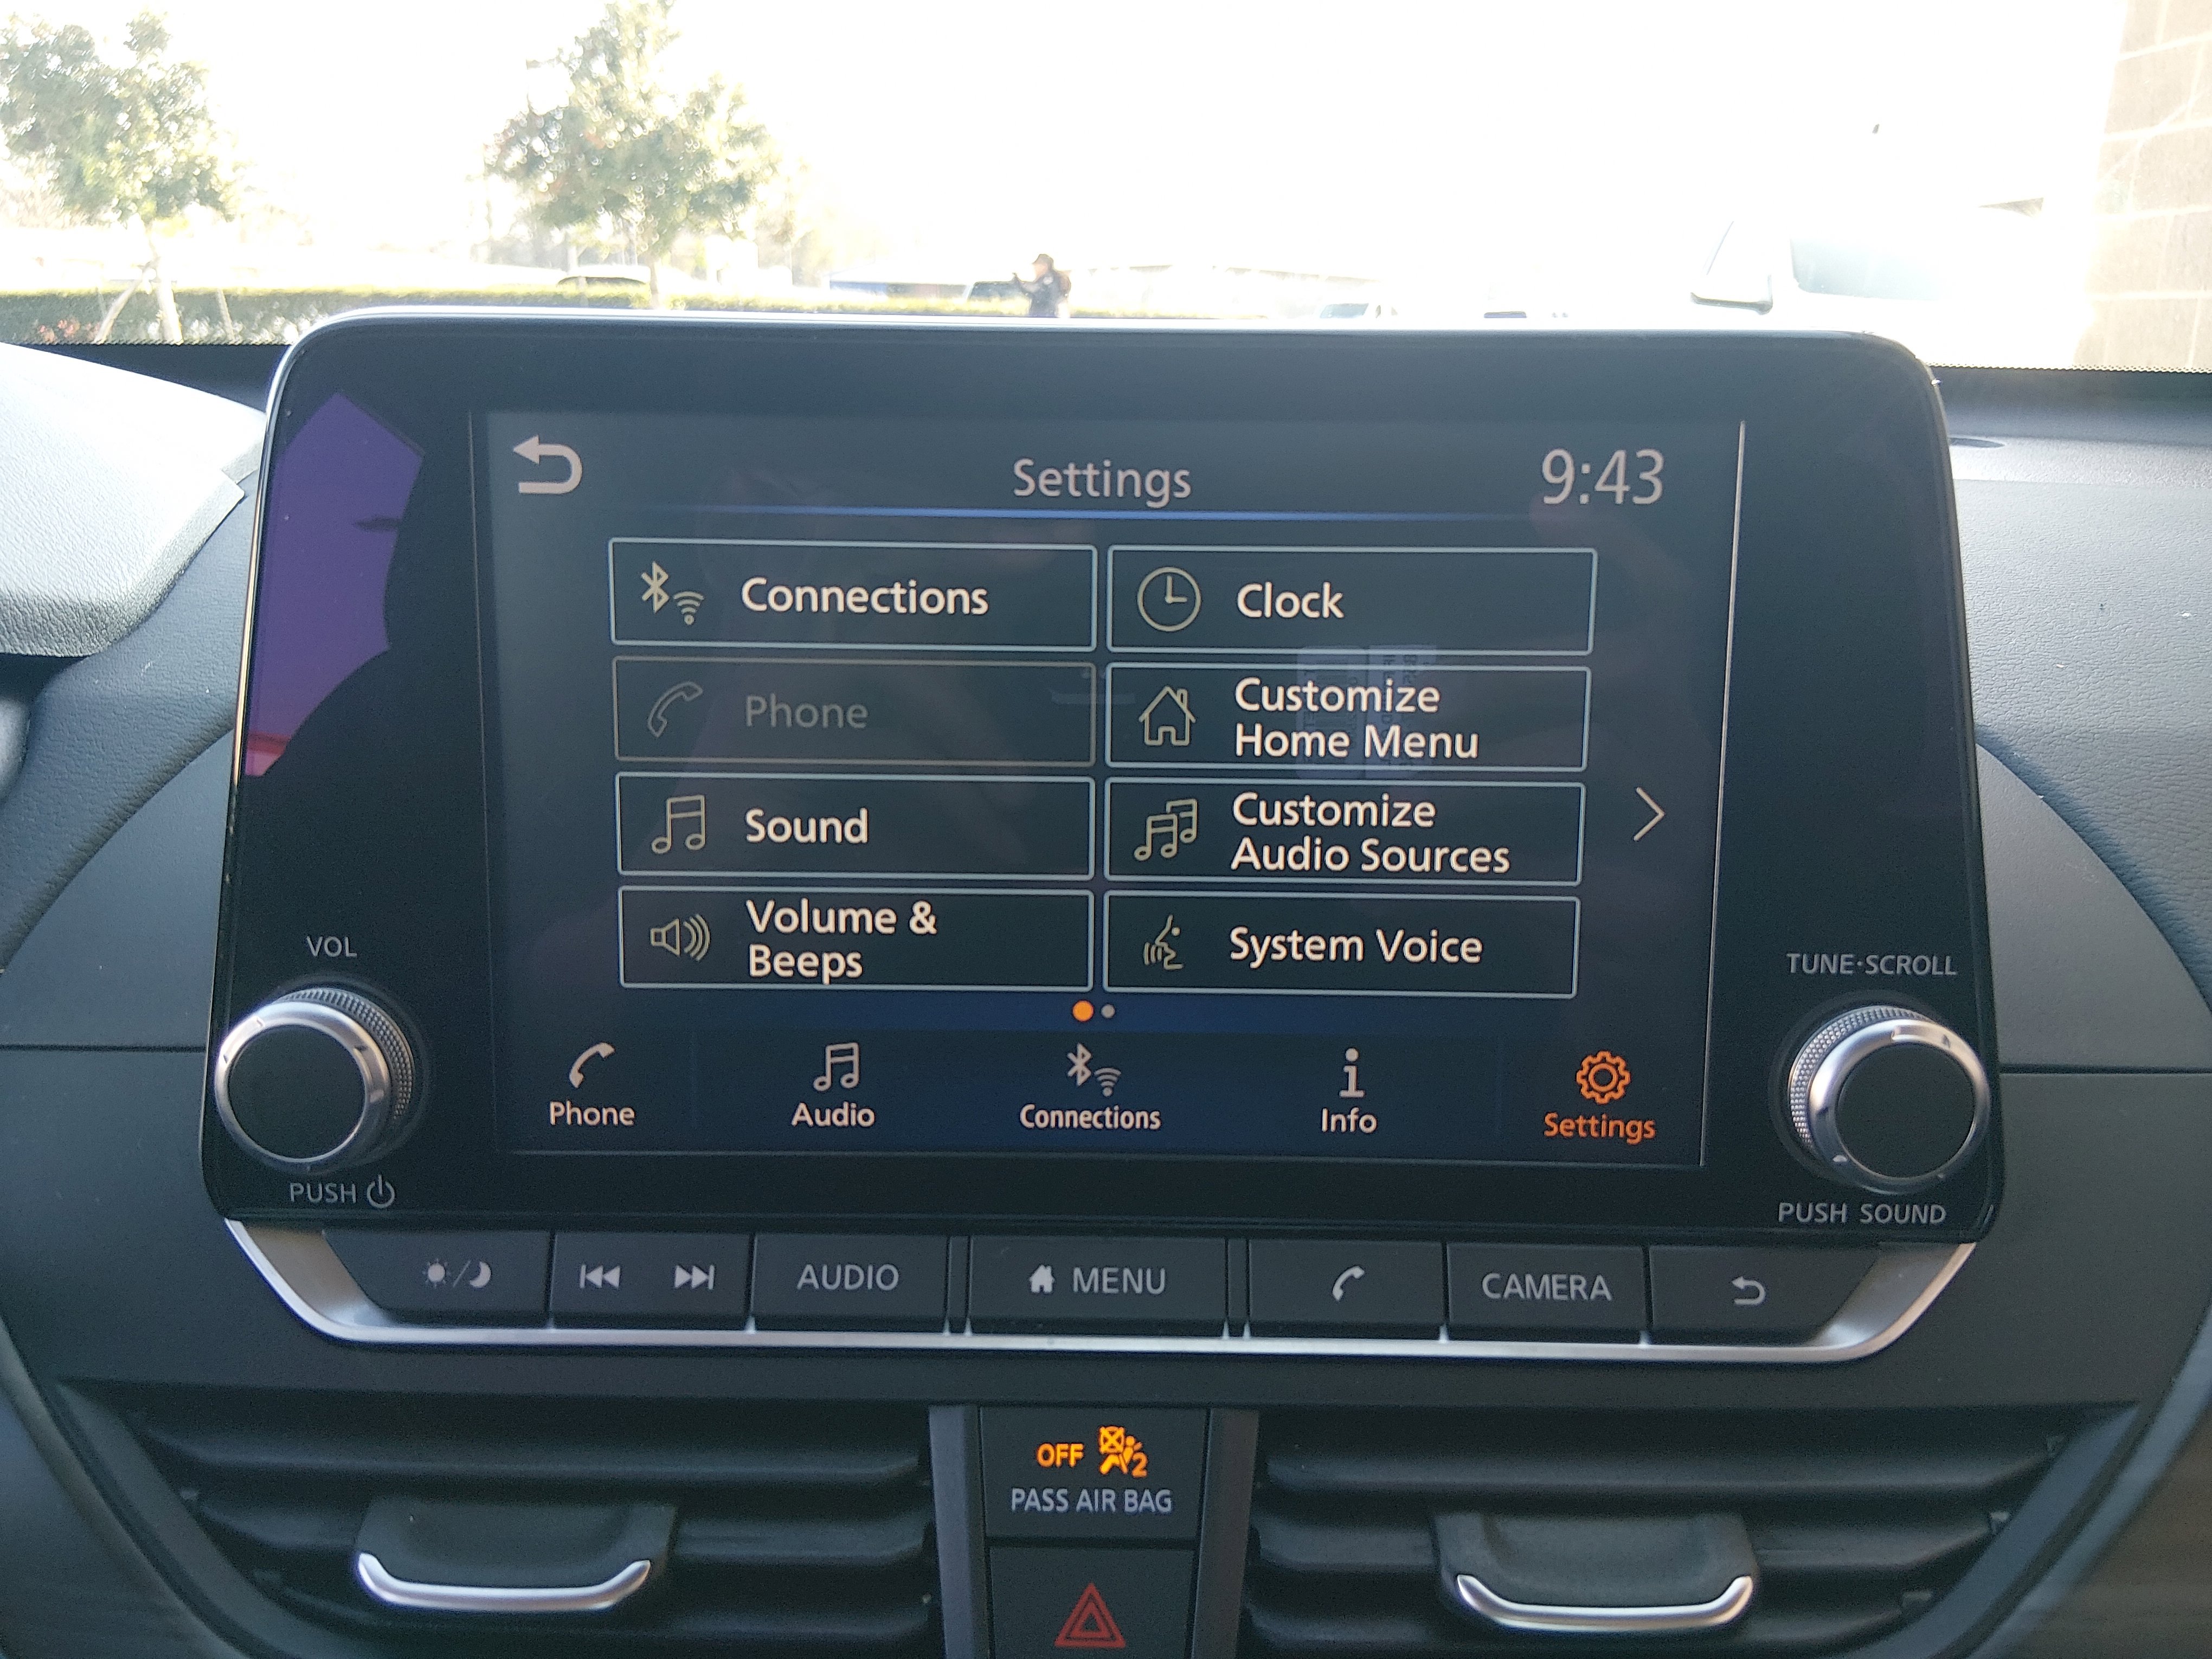 Settings
9:43
Connections
Clock
Phone
Customize
Home Menu
Sound
Customize
Audio Sources
Volume &
Beeps
System Voice
VOL
TUNE·SCROLL
Phone
Audio
Connections
Info
Settings
PUSH
PUSH SOUND
AUDIO
MENU
CAMERA
OFF
2
PASS AIR BAG